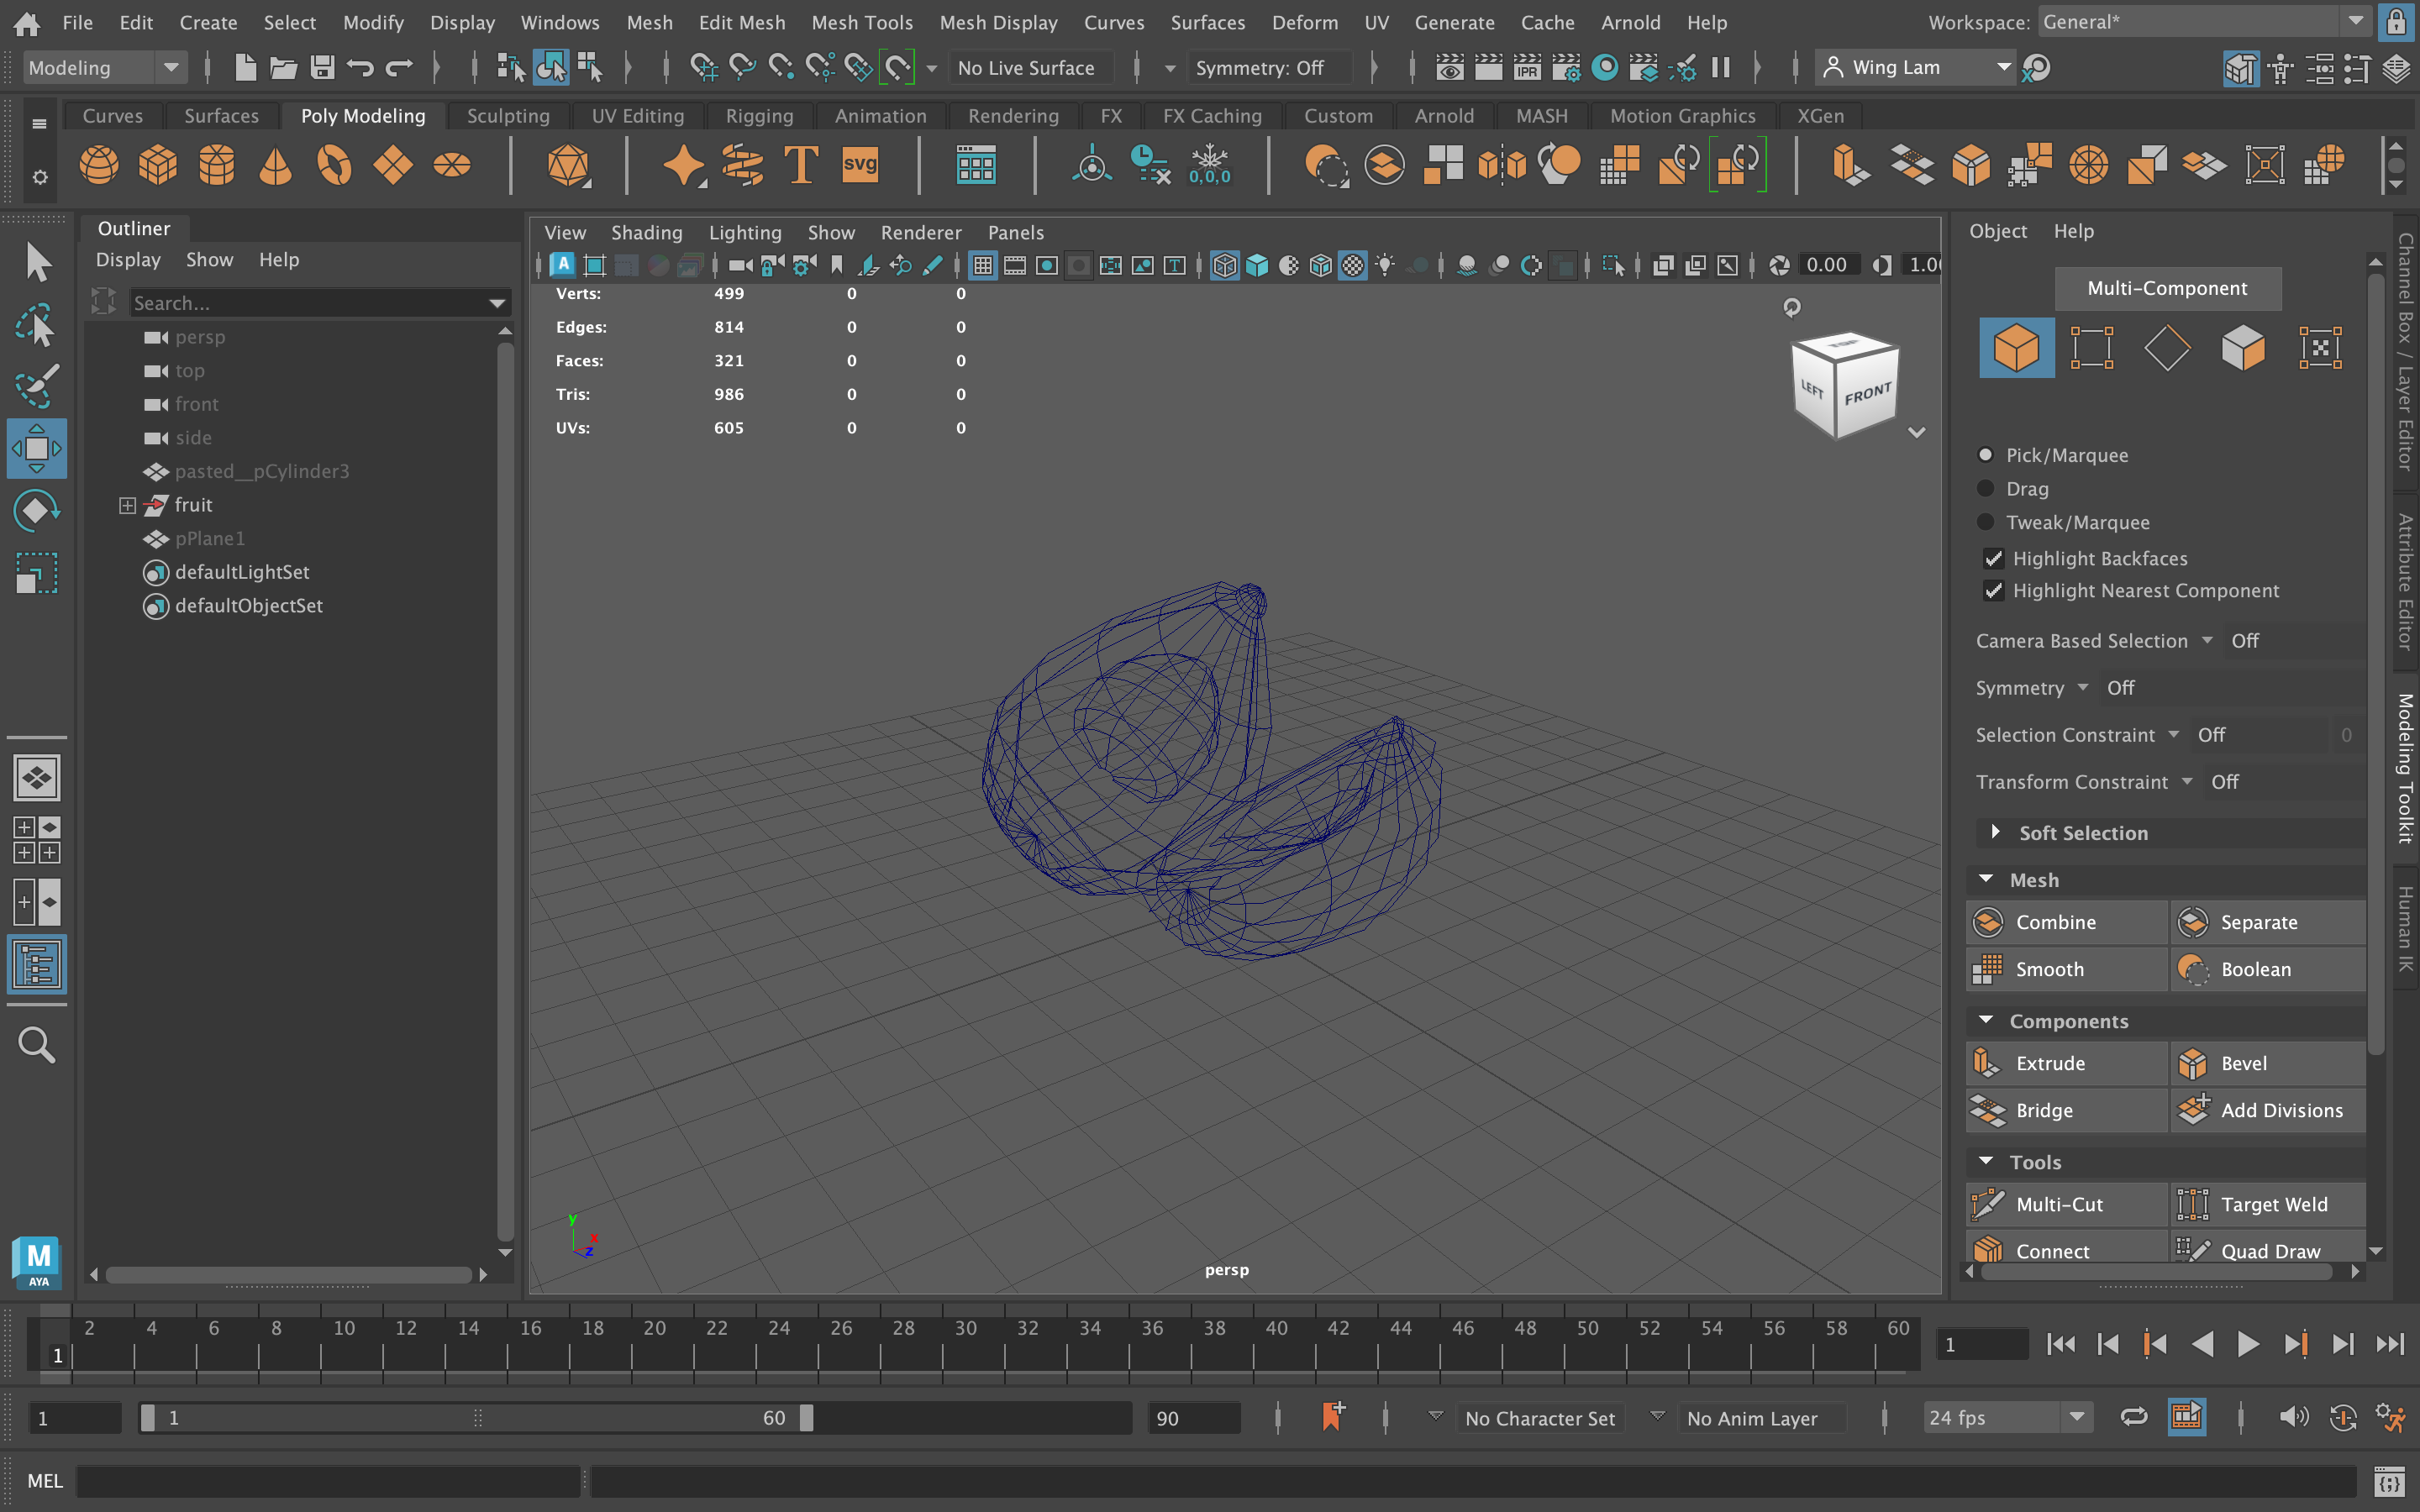 File Edit Create Select Modify Display Windows Mesh Edit Mesh Mesh Tools Mesh Display Curves Surfaces Deform UV Generate Cache Arnold Help Workspace: General*
Modeling No Live Surface Symmetry: Off IPR Wing Lam
Curves Surfaces Poly Modeling Sculpting UV Editing Rigging Animation Rendering FX FX Caching Custom Arnold MASH Motion Graphics XGen
T svg 0,0,0
Outliner
Display Show Help
Search...
persp
top
front
side
pasted__pCylinder3
fruit
pPlane1
defaultLightSet
defaultObjectSet
View Shading Lighting Show Renderer Panels
A T 0.00 1.00
Verts: 499 0 0
Edges: 814 0 0
Faces: 321 0 0
Tris: 986 0 0
UVs: 605 0 0
TOP
LEFT FRONT
y
x
z
persp
Object Help
Multi-Component
Pick/Marquee
Drag
Tweak/Marquee
Highlight Backfaces
Highlight Nearest Component
Camera Based Selection Off
Symmetry Off
Selection Constraint Off 0
Transform Constraint Off
Soft Selection
Mesh
Combine Separate
Smooth Boolean
Components
Extrude Bevel
Bridge Add Divisions
Tools
Multi-Cut Target Weld
Connect Quad Draw
Channel Box / Layer Editor
Attribute Editor
Modeling Toolkit
Human IK
M
AYA
2 4 6 8 10 12 14 16 18 20 22 24 26 28 30 32 34 36 38 40 42 44 46 48 50 52 54 56 58 60
1 1
1 1 60 90 No Character Set No Anim Layer 24 fps
MEL